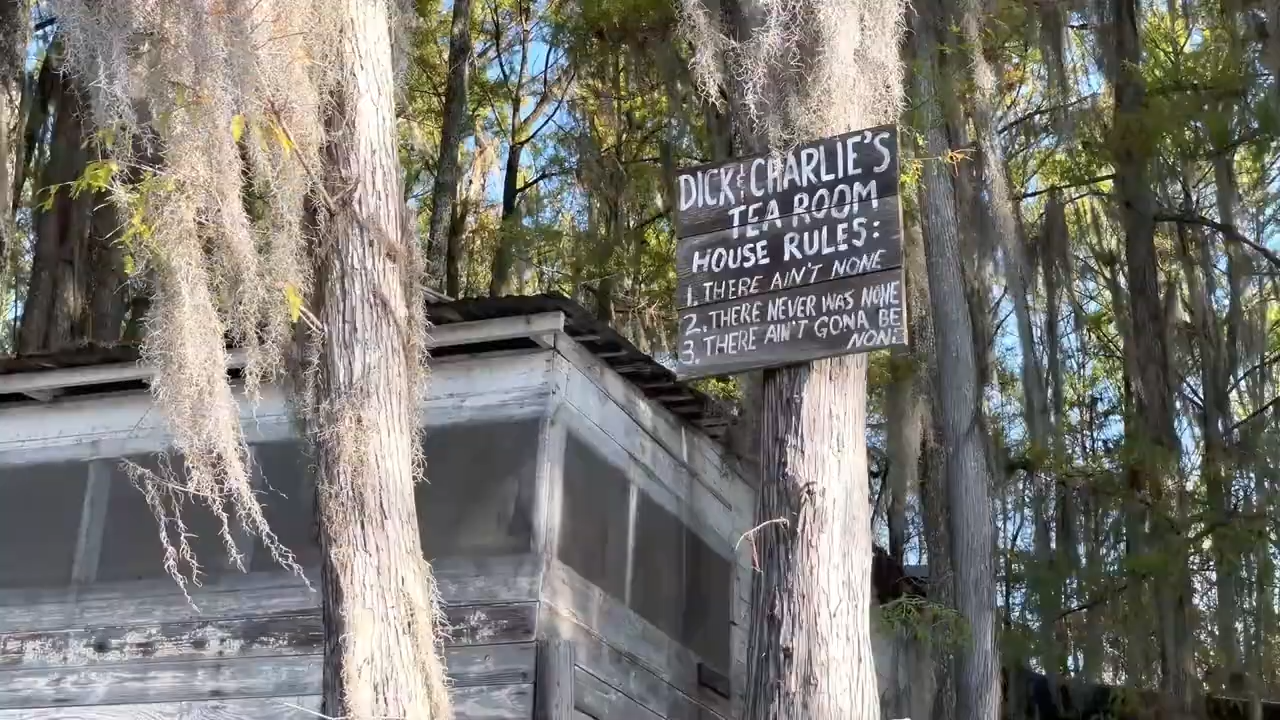 DICK & CHARLIE'S
TEA ROOM
HOUSE RULES:
1. THERE AIN'T NONE
2. THERE NEVER WAS NONE
3. THERE AIN'T GONA BE
NONE